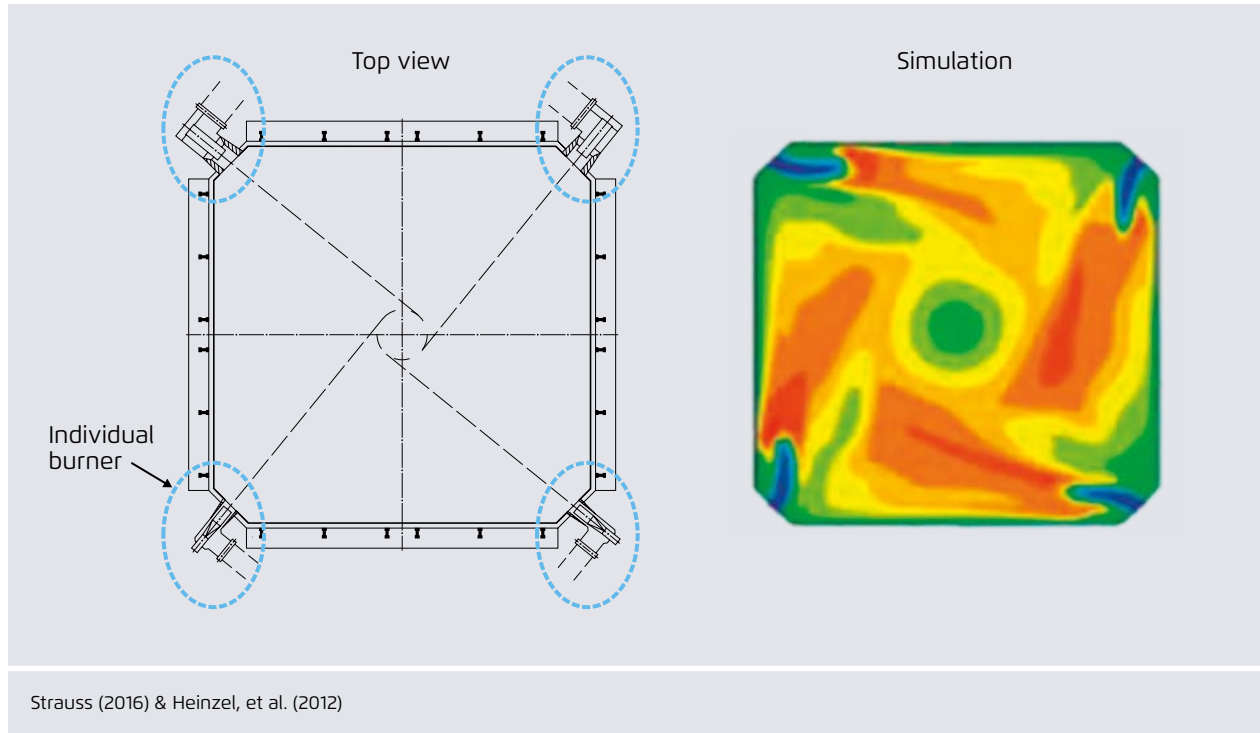 Top view
Simulation
Individual
burner
Strauss (2016) & Heinzel, et al. (2012)